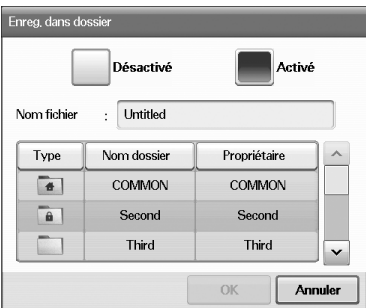 Enreg. dans dossier
Désactivé Activé
Nom fichier : Untitled
Type Nom dossier Propriétaire
COMMON COMMON
Second Second
Third Third
OK Annuler